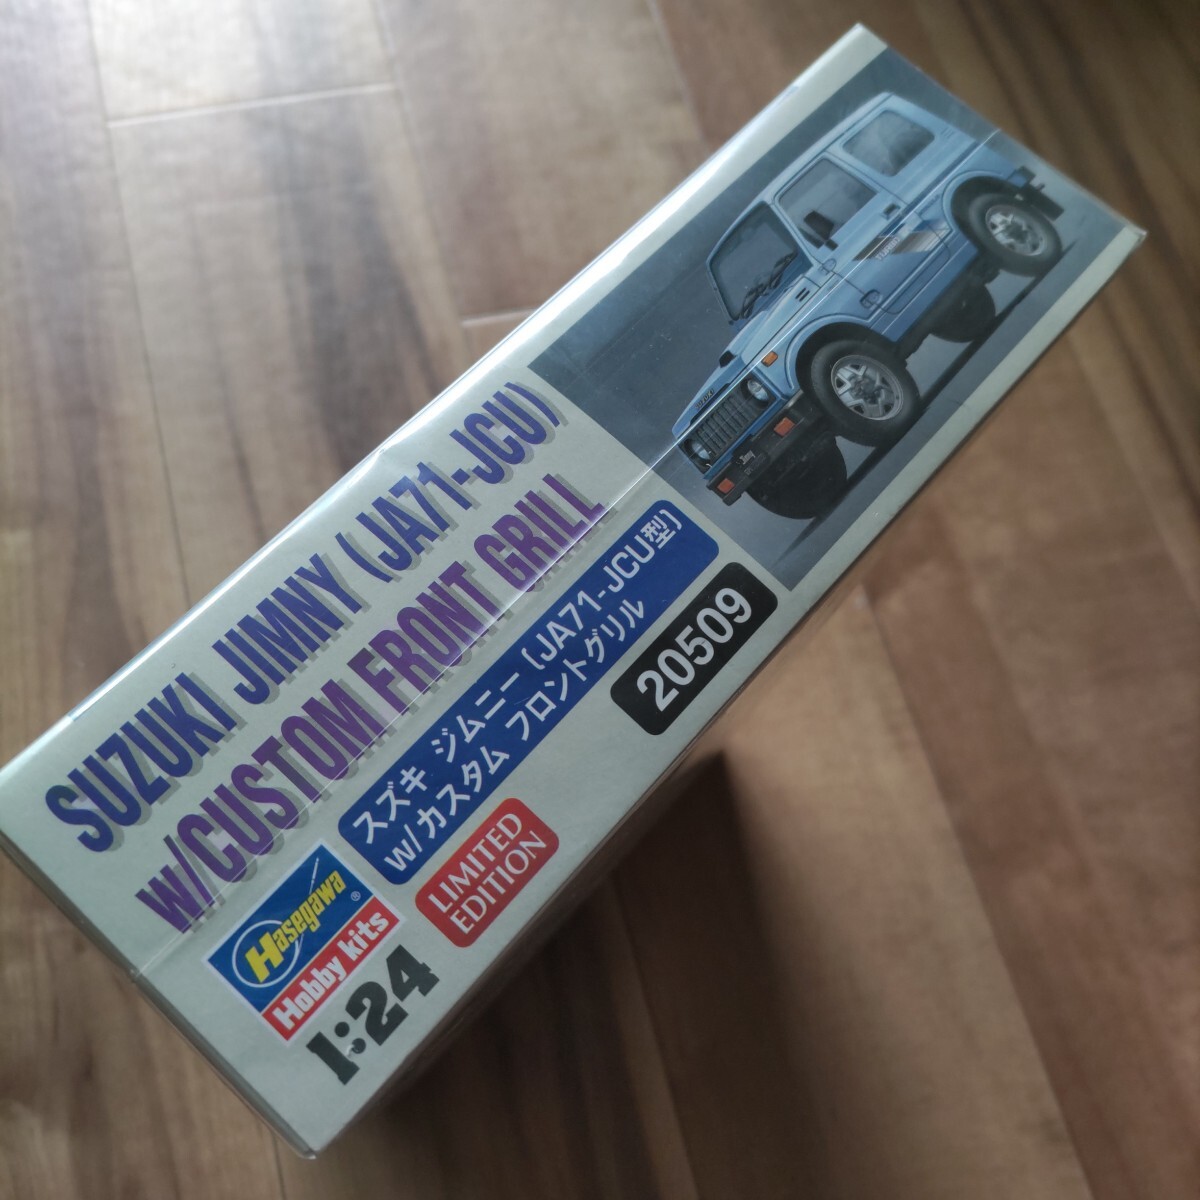 SUZUKI JIMNY (JA71-JCU)
w/CUSTOM FRONT GRILL
スズキ ジムニー (JA71-JCU型)
w/カスタム フロントグリル
20509
LIMITED
EDITION
Hasegawa®
Hobby kits
1:24